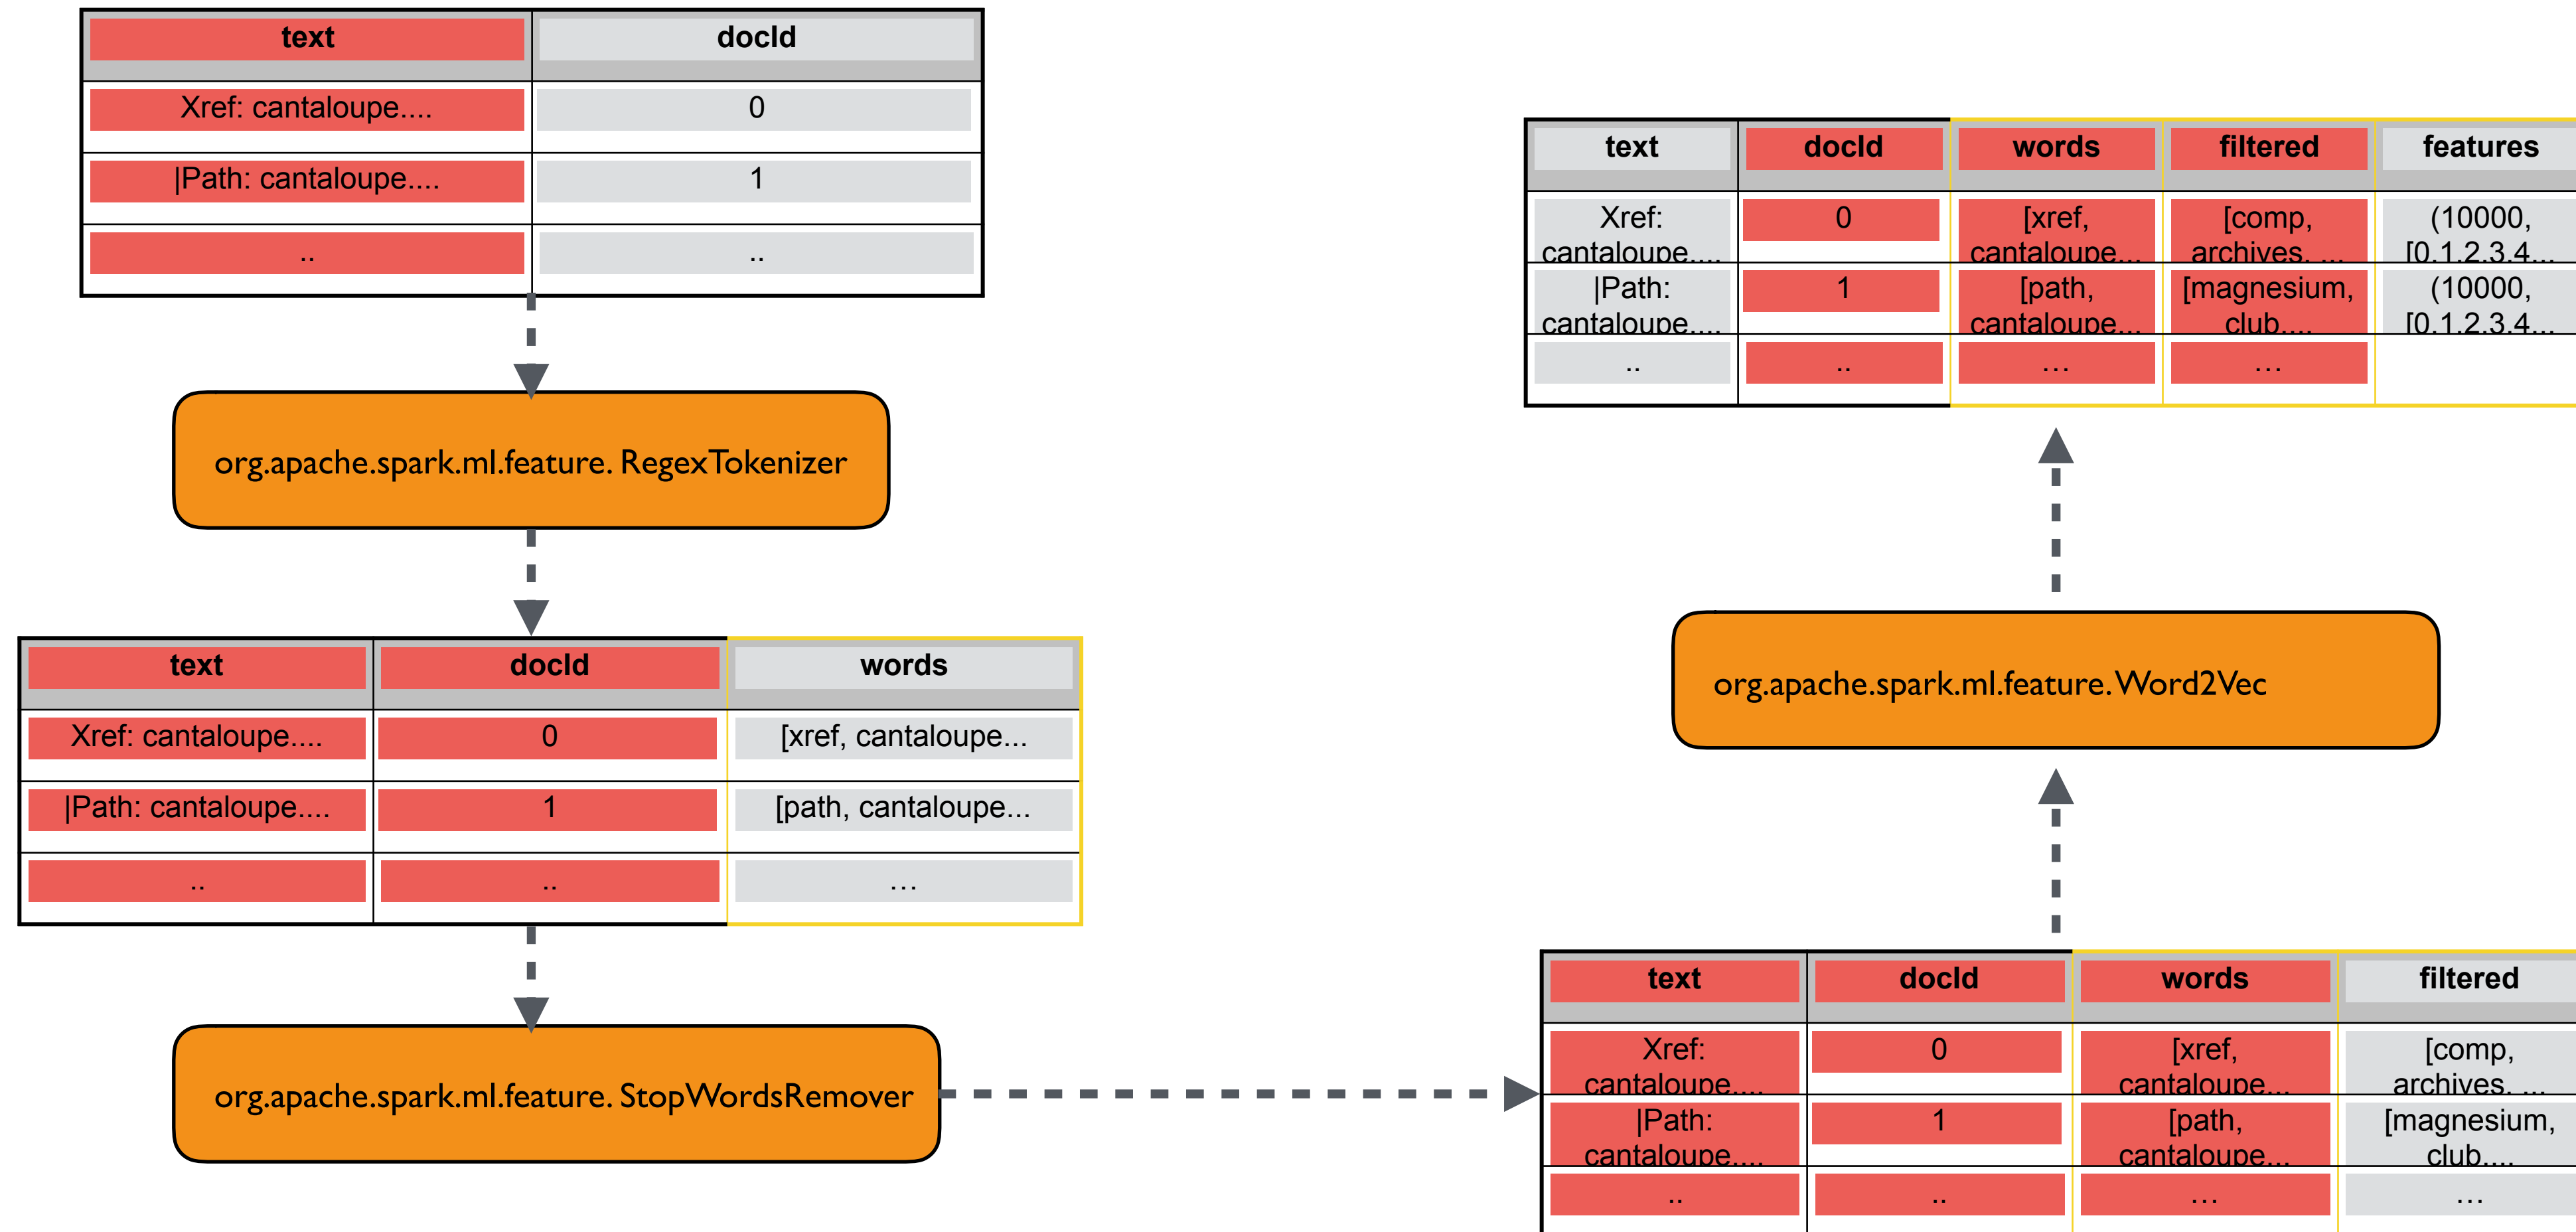 text docId
Xref: cantaloupe.... 0
|Path: cantaloupe.... 1
.. ..
org.apache.spark.ml.feature. RegexTokenizer
text docId words
Xref: cantaloupe.... 0 [xref, cantaloupe...
|Path: cantaloupe.... 1 [path, cantaloupe...
.. .. ...
org.apache.spark.ml.feature. StopWordsRemover
text docId words filtered
Xref: 0 [xref, [comp,
cantaloupe.... cantaloupe... archives, ...
|Path: 1 [path, [magnesium,
cantaloupe.... cantaloupe... club,...
.. .. ... ...
org.apache.spark.ml.feature.Word2Vec
text docId words filtered features
Xref: 0 [xref, [comp, (10000,
cantaloupe.... cantaloupe... archives, ... [0,1,2,3,4...
|Path: 1 [path, [magnesium, (10000,
cantaloupe.... cantaloupe... club,... [0,1,2,3,4...
.. .. ... ...